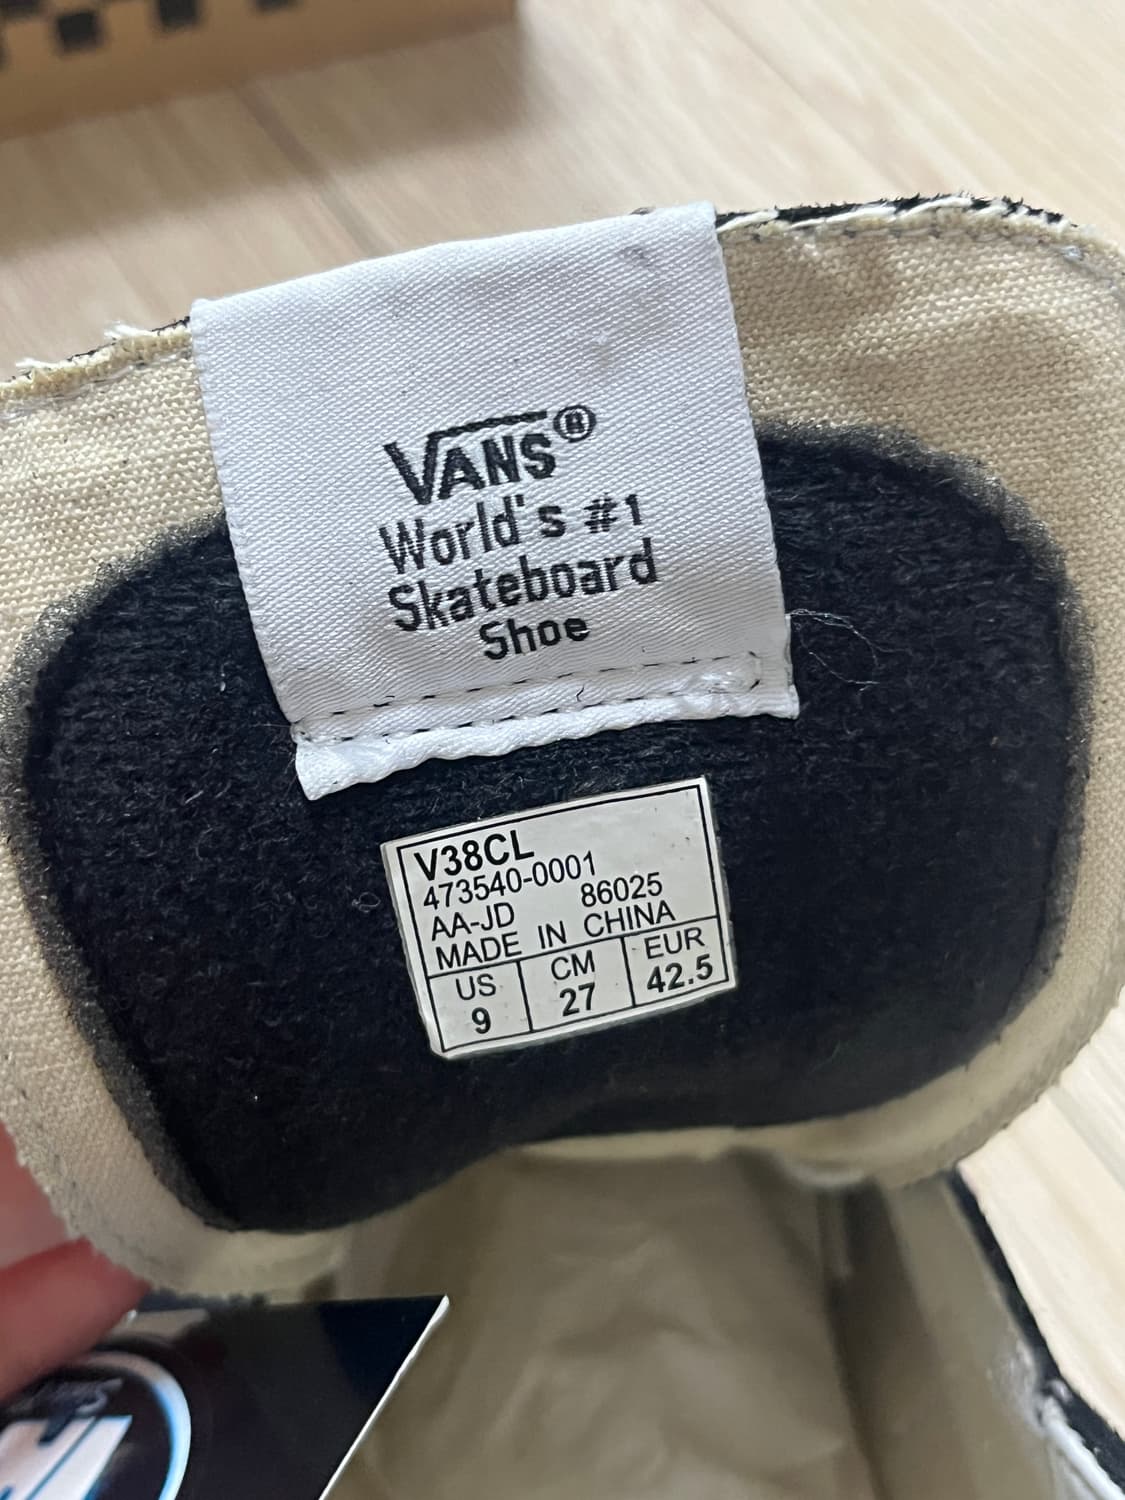 VANS®
World's #1
Skateboard
Shoe
V38CL
473540-0001
AA-JD 86025
MADE IN CHINA
US CM EUR
9 27 42.5